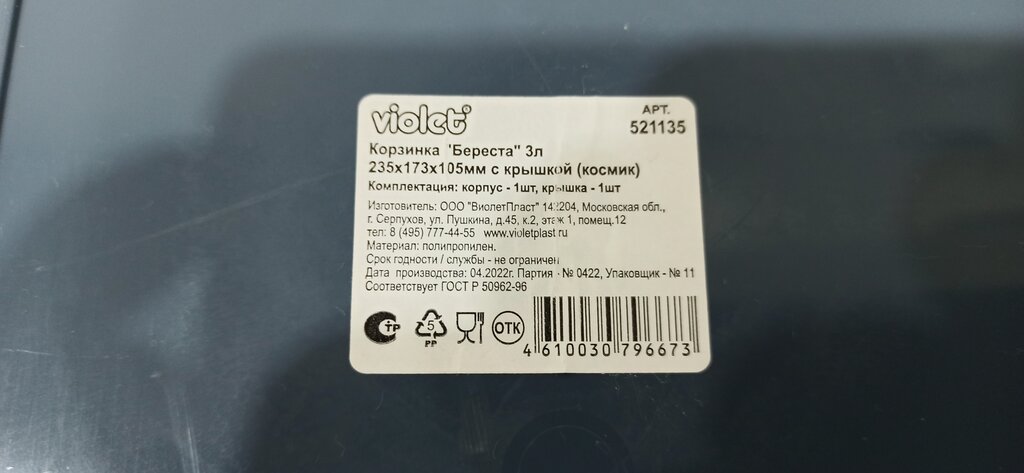 violet®
АРТ.
521135
Корзинка "Береста" 3л
235х173х105мм с крышкой (космик)
Комплектация: корпус - 1шт, крышка - 1шт
Изготовитель: ООО "ВиолетПласт" 142204, Московская обл.,
г. Серпухов, ул. Пушкина, д.45, к.2, этаж 1, помещ.12
тел: 8 (495) 777-44-55 www.violetplast.ru
Материал: полипропилен.
Срок годности / службы - не ограничен
Дата производства: 04.2022г. Партия - № 0422, Упаковщик - № 11
Соответствует ГОСТ Р 50962-96
СТР 5 PP ОТК
4 610030 796673